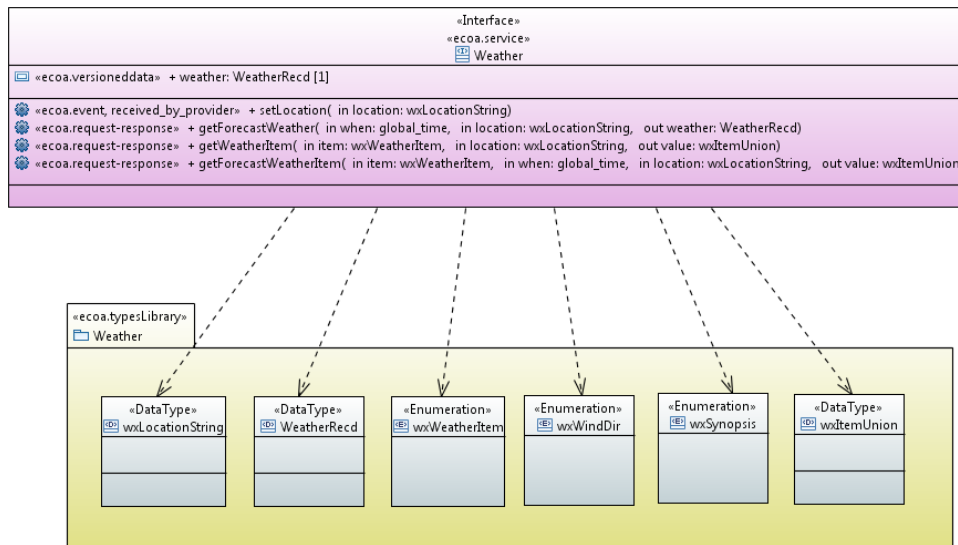 «Interface»
«ecoa.service»
Weather
«ecoa.versioneddata» + weather: WeatherRecd [1]
«ecoa.event, received_by_provider» + setLocation( in location: wxLocationString)
«ecoa.request-response» + getForecastWeather( in when: global_time, in location: wxLocationString, out weather: WeatherRecd)
«ecoa.request-response» + getWeatherItem( in item: wxWeatherItem, in location: wxLocationString, out value: wxItemUnion)
«ecoa.request-response» + getForecastWeatherItem( in item: wxWeatherItem, in when: global_time, in location: wxLocationString, out value: wxItemUnion
«ecoa.typesLibrary»
Weather
«DataType»
wxLocationString
«DataType»
WeatherRecd
«Enumeration»
wxWeatherItem
«Enumeration»
wxWindDir
«Enumeration»
wxSynopsis
«DataType»
wxItemUnion